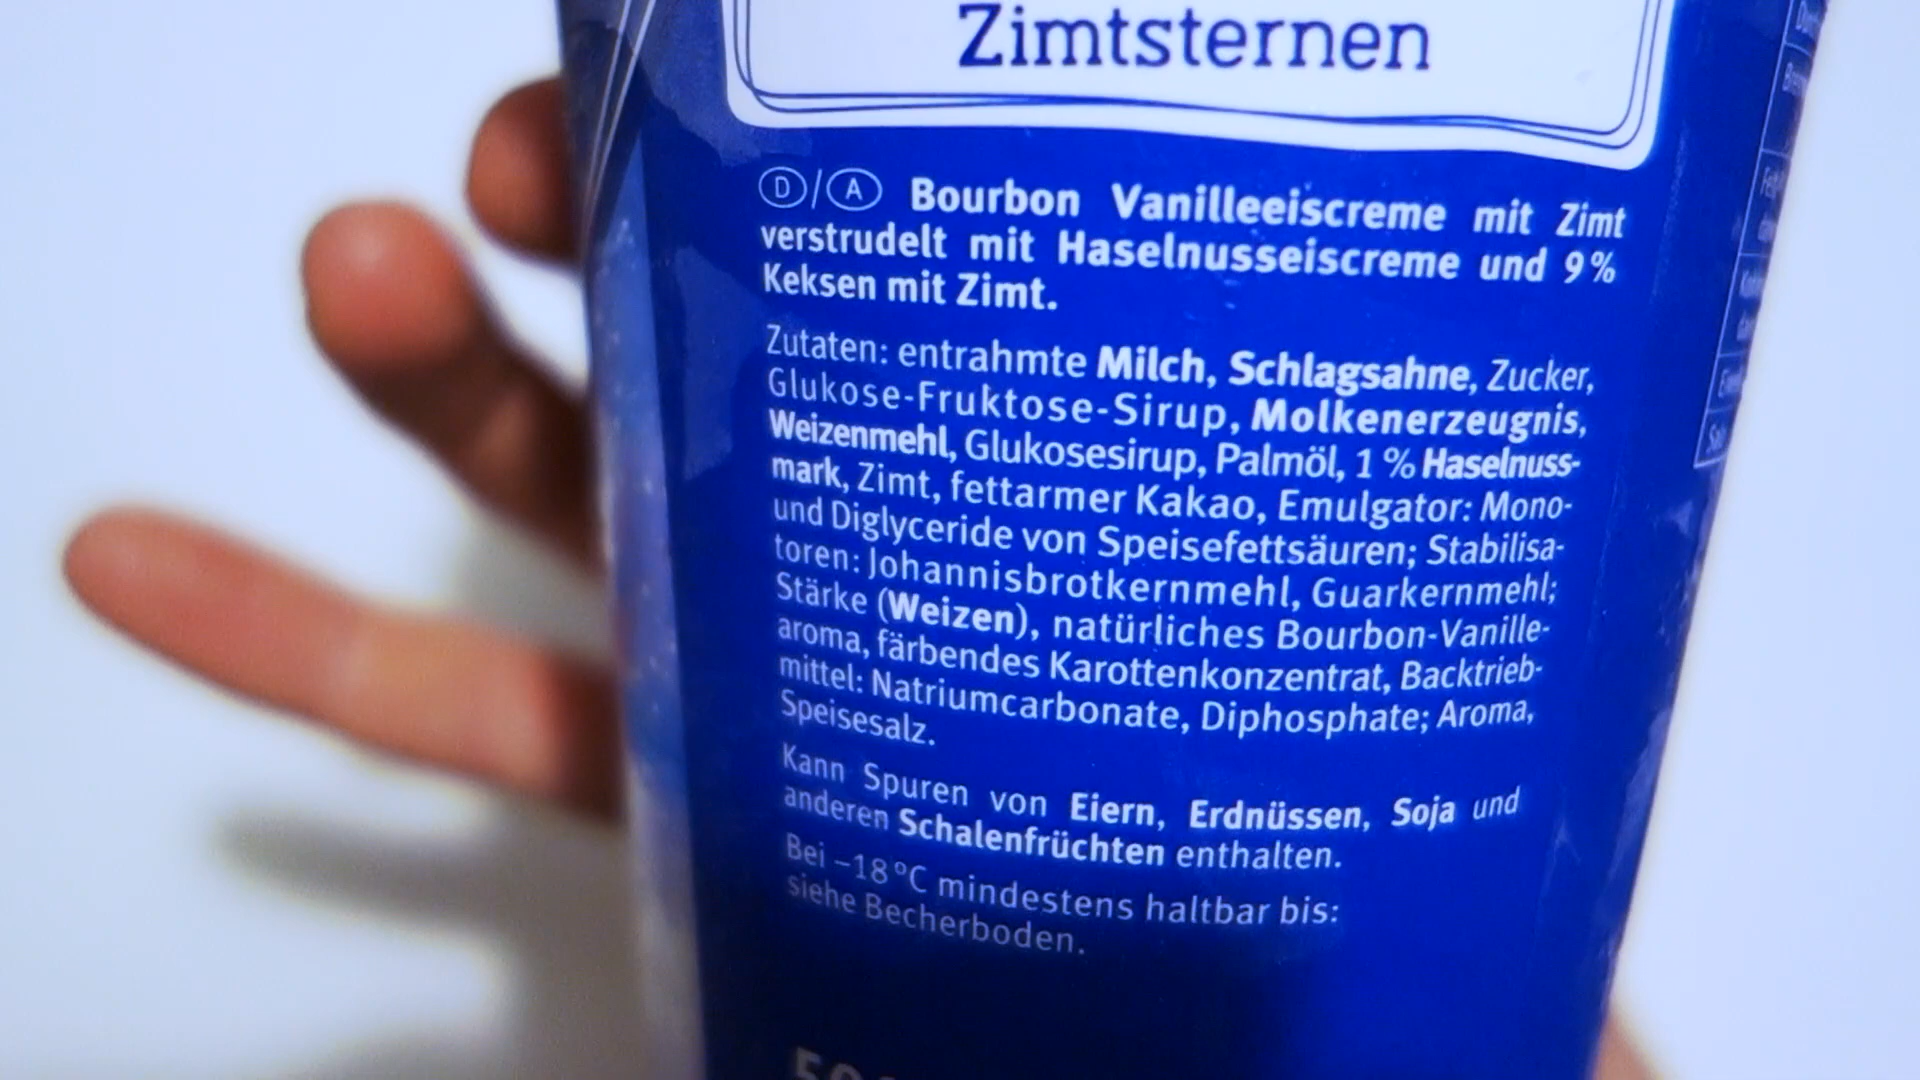 Zimtsternen
D/A Bourbon Vanilleeiscreme mit Zimt
verstrudelt mit Haselnusseiscreme und 9%
Keksen mit Zimt.
Zutaten: entrahmte Milch, Schlagsahne, Zucker,
Glukose-Fruktose-Sirup, Molkenerzeugnis,
Weizenmehl, Glukosesirup, Palmöl, 1 % Haselnuss-
mark, Zimt, fettarmer Kakao, Emulgator: Mono-
und Diglyceride von Speisefettsäuren; Stabilisa-
toren: Johannisbrotkernmehl, Guarkernmehl;
Stärke (Weizen), natürliches Bourbon-Vanille-
aroma, färbendes Karottenkonzentrat, Backtrieb-
mittel: Natriumcarbonate, Diphosphate; Aroma,
Speisesalz.
Kann Spuren von Eiern, Erdnüssen, Soja und
anderen Schalenfrüchten enthalten.
Bei –18 °C mindestens haltbar bis:
siehe Becherboden.